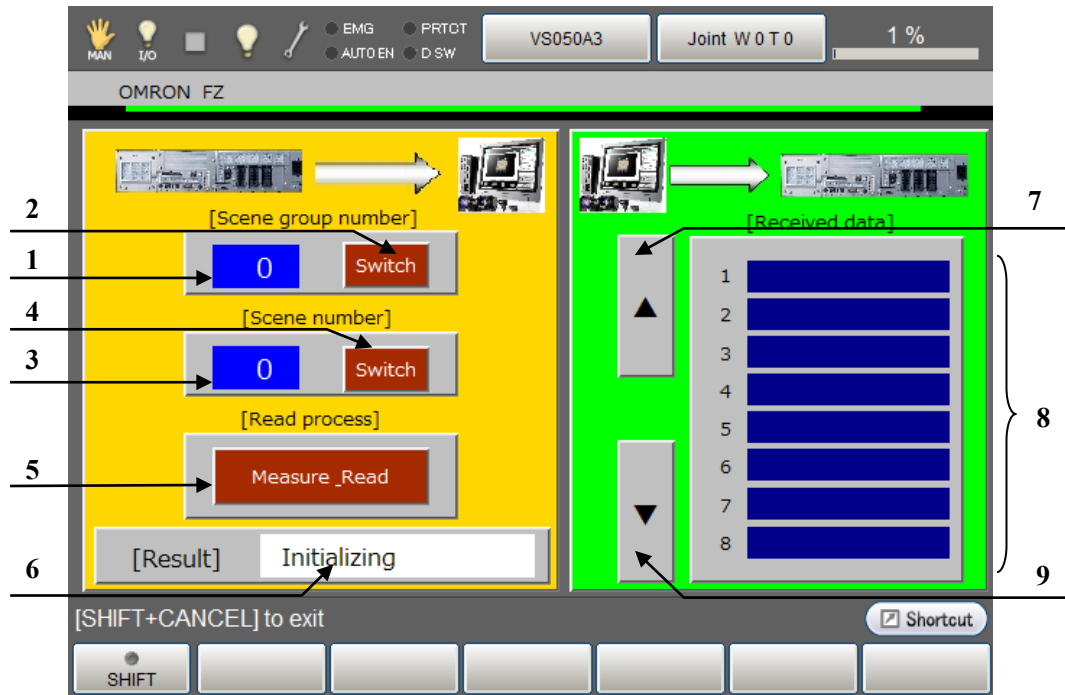 EMG PRTCT
MAN I/O AUTO EN D SW VS050A3 Joint W 0 T 0 1 %
OMRON FZ
2
[Scene group number]
1 0 Switch
4
[Scene number]
3 0 Switch
[Read process]
5 Measure _Read
6 [Result] Initializing
7
[Received data]
1
2
3
4
5
6
7
8
8
9
[SHIFT+CANCEL] to exit
Shortcut
SHIFT